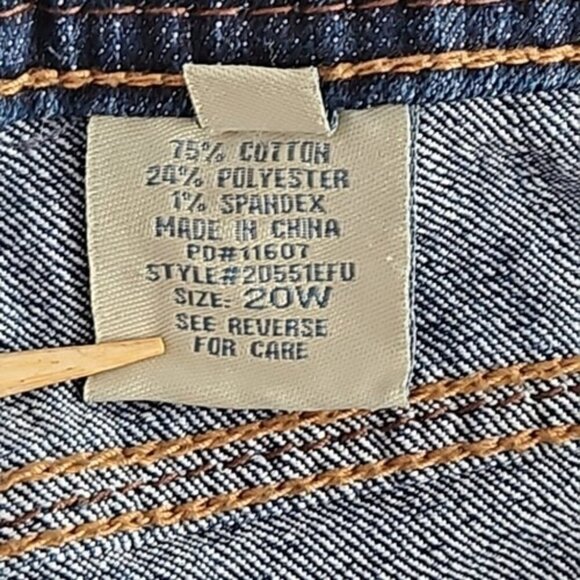 75% COTTON
24% POLYESTER
1% SPANDEX
MADE IN CHINA
PO#11607
STYLE#20551EFU
SIZE: 20W
SEE REVERSE
FOR CARE